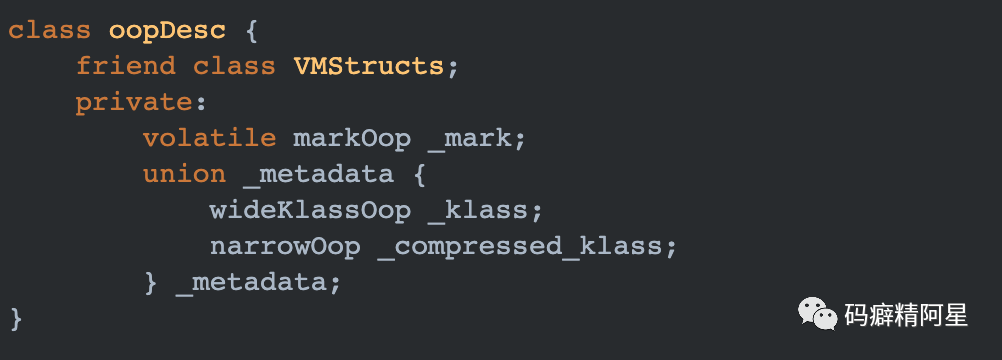 class oopDesc {
    friend class VMStructs;
    private:
        volatile markOop _mark;
        union _metadata {
            wideKlassOop _klass;
            narrowOop _compressed_klass;
        } _metadata;
}
码癖精阿星